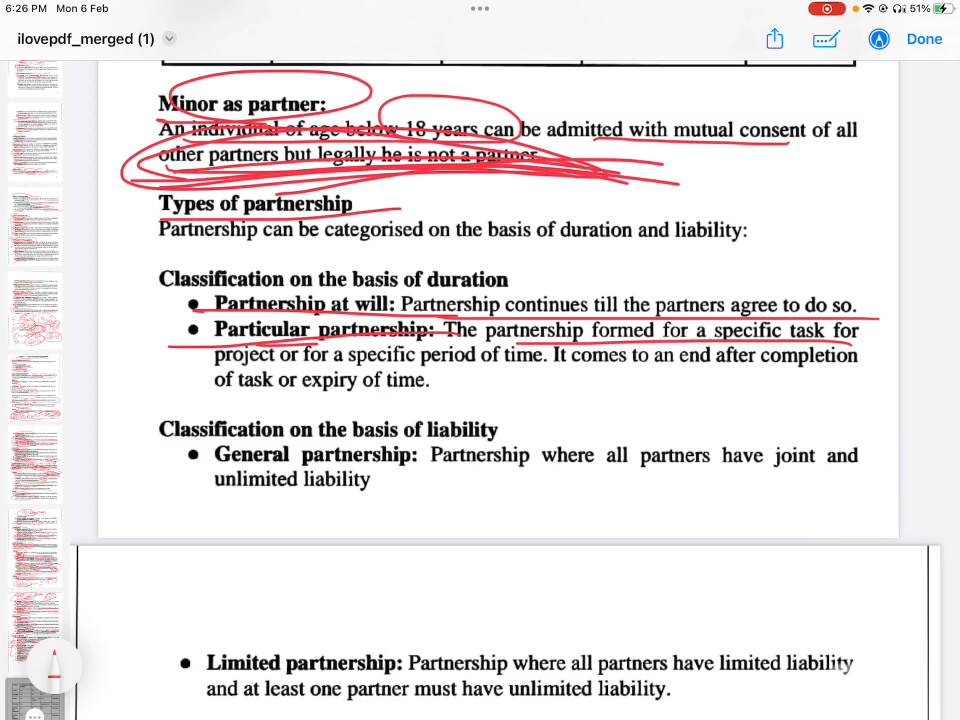 6:26 PM Mon 6 Feb
51%
ilovepdf_merged (1)
Done
Minor as partner:
An individual of age below 18 years can be admitted with mutual consent of all
other partners but legally he is not a partner
Types of partnership
Partnership can be categorised on the basis of duration and liability:
Classification on the basis of duration
● Partnership at will: Partnership continues till the partners agree to do so.
● Particular partnership: The partnership formed for a specific task for
project or for a specific period of time. It comes to an end after completion
of task or expiry of time.
Classification on the basis of liability
● General partnership: Partnership where all partners have joint and
unlimited liability
● Limited partnership: Partnership where all partners have limited liability
and at least one partner must have unlimited liability.